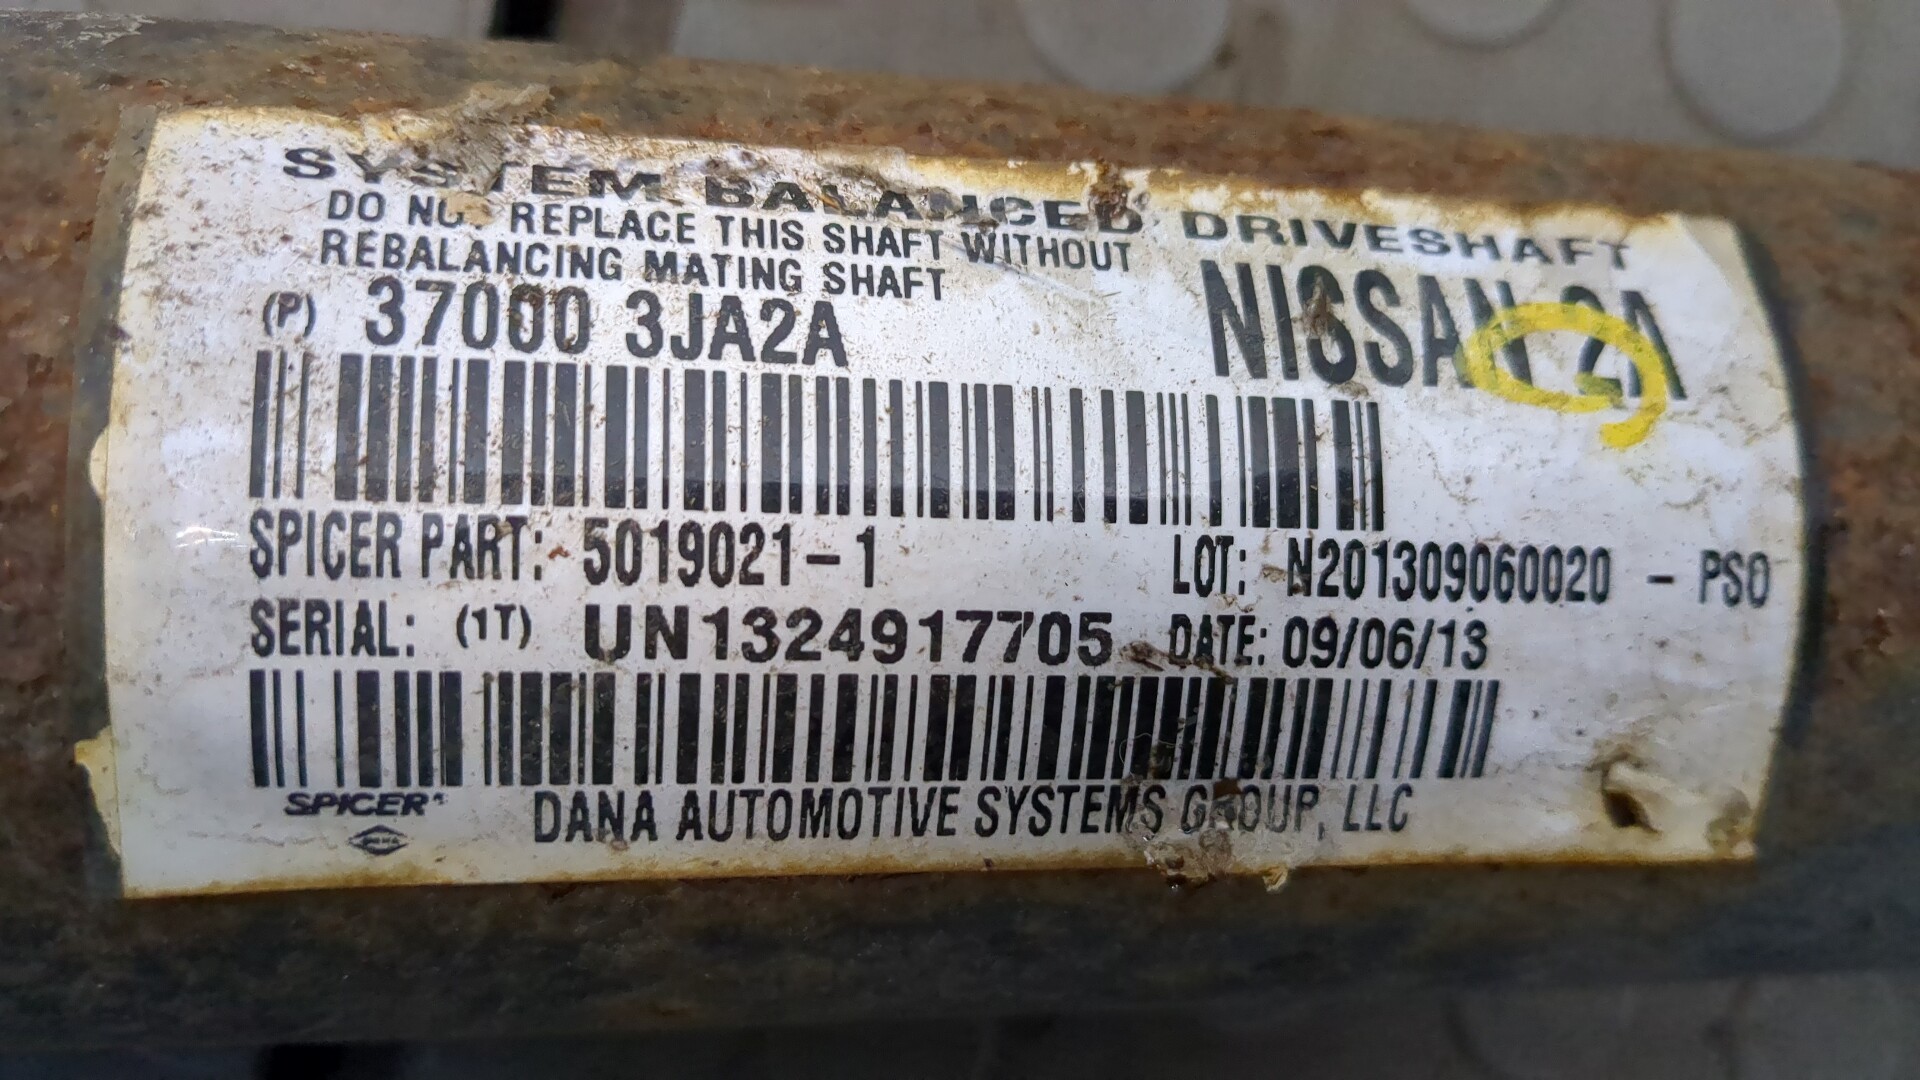 SYSTEM BALANCED DRIVESHAFT
DO NOT REPLACE THIS SHAFT WITHOUT
REBALANCING MATING SHAFT
(P) 37000 3JA2A
NISSAN 2A
SPICER PART: 5019021-1 LOT: N201309060020 - PSO
SERIAL: (1T) UN1324917705 DATE: 09/06/13
SPICER
DANA
DANA AUTOMOTIVE SYSTEMS GROUP, LLC